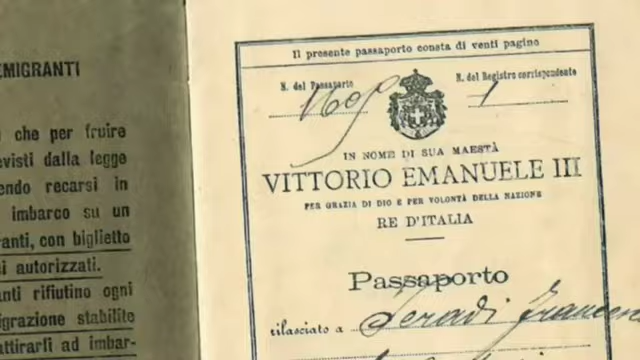 EMIGRANTI
che per fruire
evisti dalla legge
endo recarsi in
imbarco su un
ranti, con biglietto
si autorizzati.
anti rifiutino ogni
igrazione stabilite
attirarli ad imbar-
Il presente passaporto consta di venti pagine
N. del Passaporto N. del Registro corrispondente
1
IN NOME DI SUA MAESTÀ
VITTORIO EMANUELE III
PER GRAZIA DI DIO E PER VOLONTÀ DELLA NAZIONE
RE D'ITALIA
Passaporto
rilasciato a